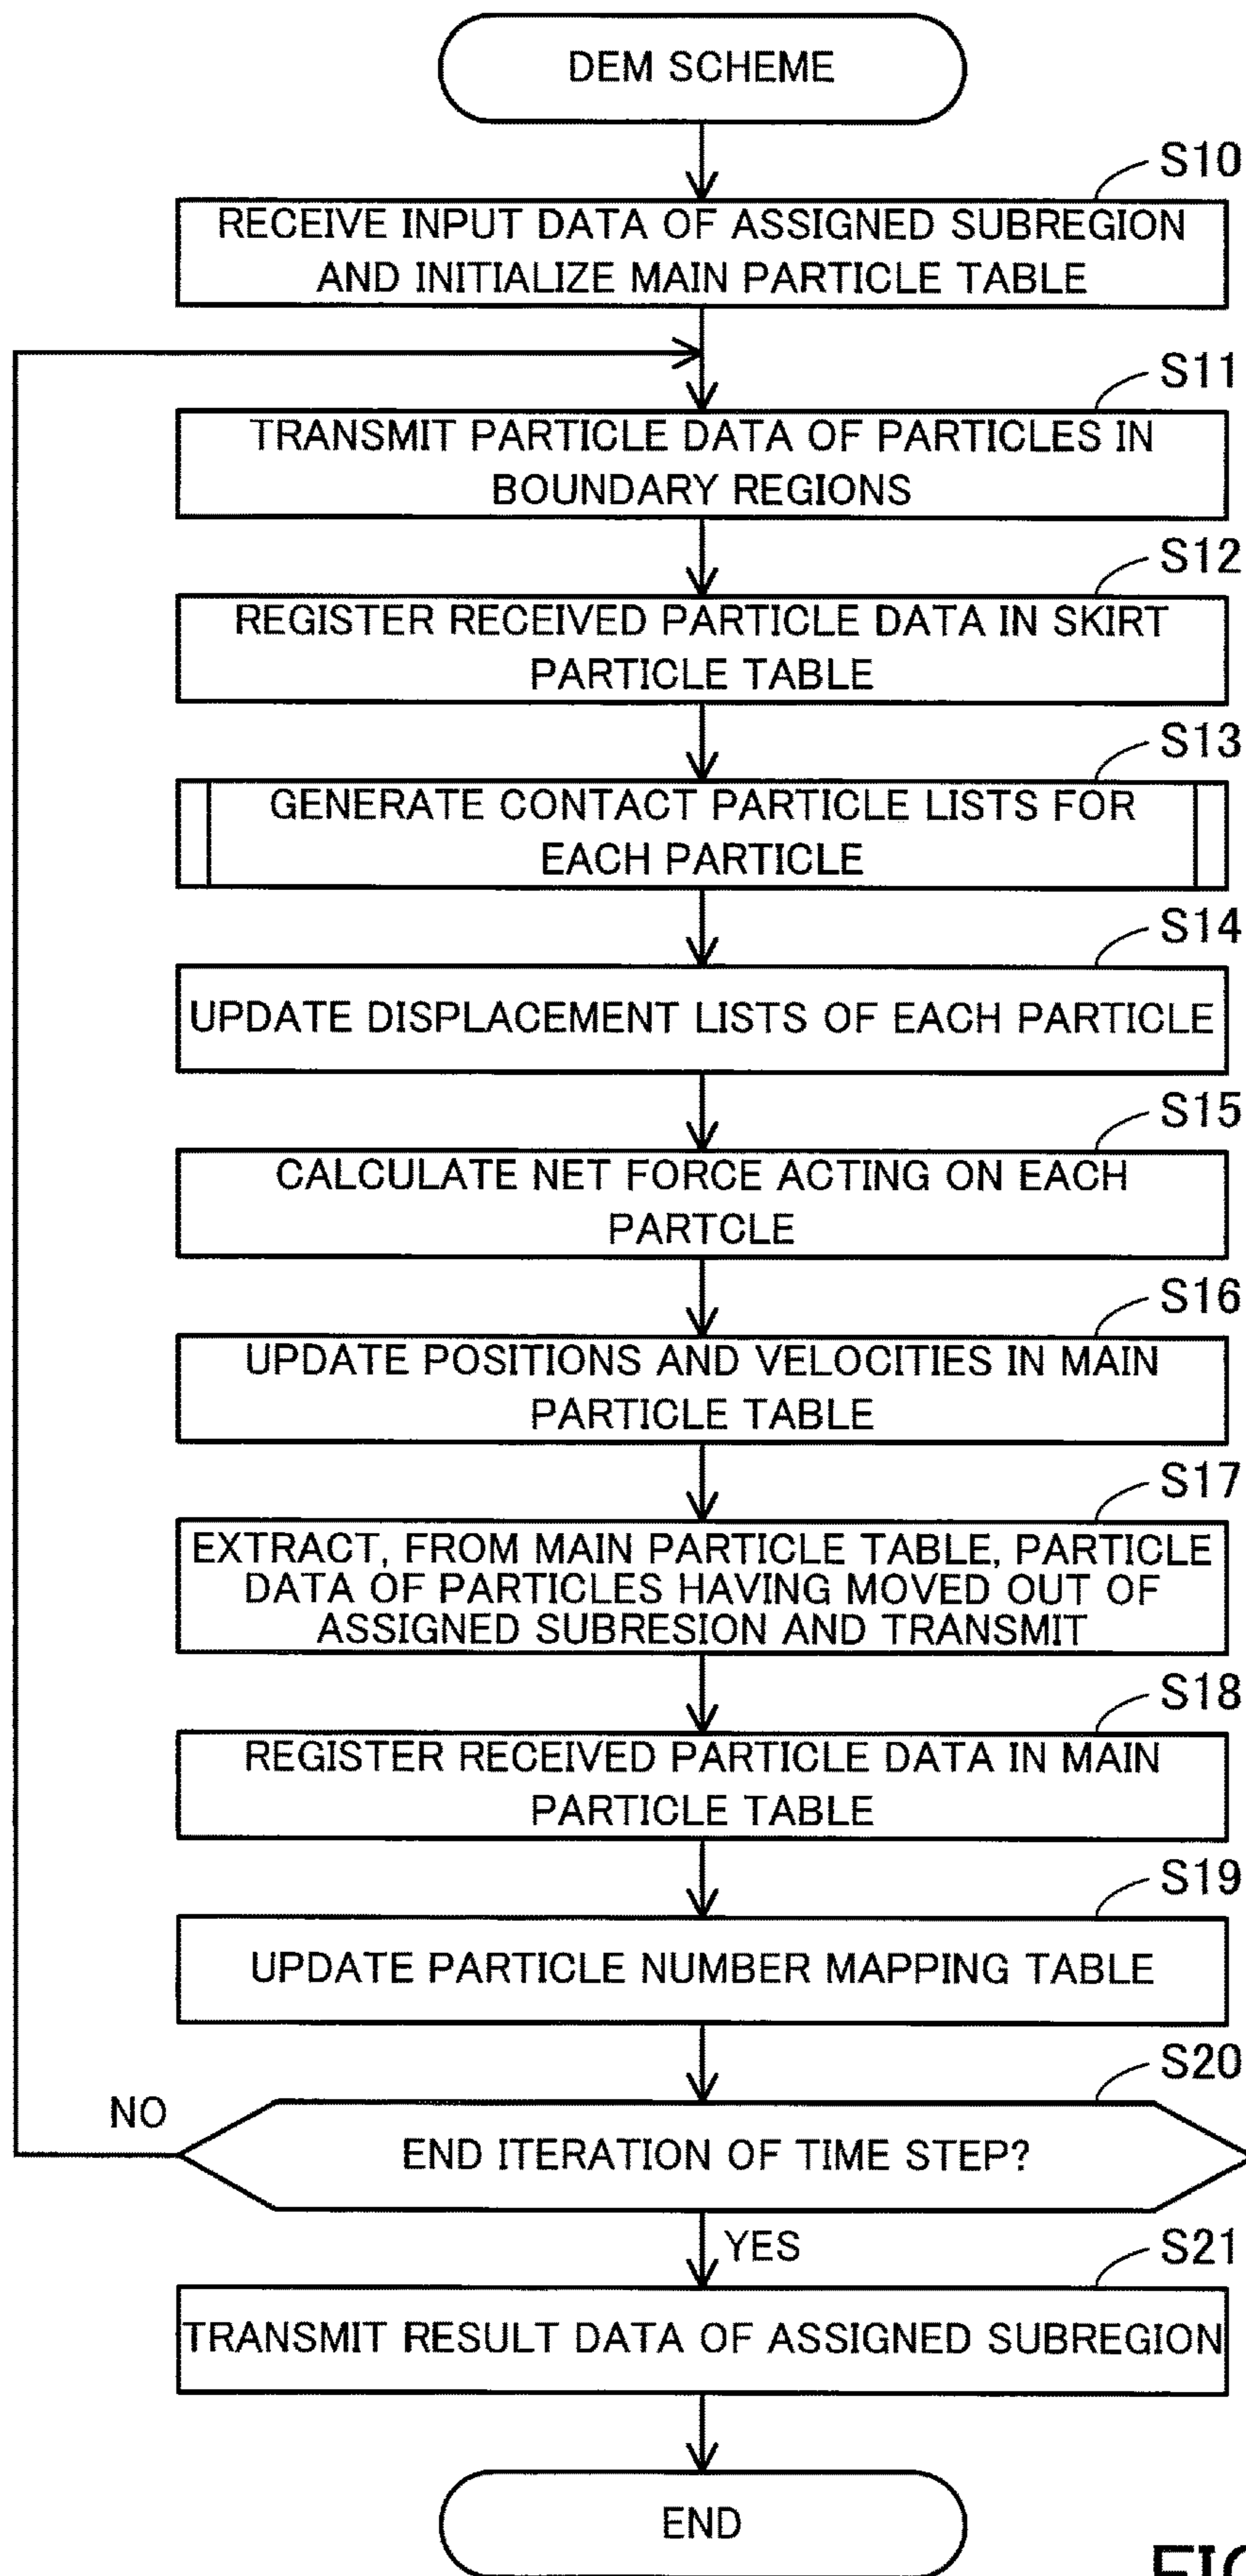 DEM SCHEME
S10
RECEIVE INPUT DATA OF ASSIGNED SUBREGION
AND INITIALIZE MAIN PARTICLE TABLE
S11
TRANSMIT PARTICLE DATA OF PARTICLES IN
BOUNDARY REGIONS
S12
REGISTER RECEIVED PARTICLE DATA IN SKIRT
PARTICLE TABLE
S13
GENERATE CONTACT PARTICLE LISTS FOR
EACH PARTICLE
S14
UPDATE DISPLACEMENT LISTS OF EACH PARTICLE
S15
CALCULATE NET FORCE ACTING ON EACH
PARTCLE
S16
UPDATE POSITIONS AND VELOCITIES IN MAIN
PARTICLE TABLE
S17
EXTRACT, FROM MAIN PARTICLE TABLE, PARTICLE
DATA OF PARTICLES HAVING MOVED OUT OF
ASSIGNED SUBRESION AND TRANSMIT
S18
REGISTER RECEIVED PARTICLE DATA IN MAIN
PARTICLE TABLE
S19
UPDATE PARTICLE NUMBER MAPPING TABLE
S20
NO
END ITERATION OF TIME STEP?
YES
S21
TRANSMIT RESULT DATA OF ASSIGNED SUBREGION
END